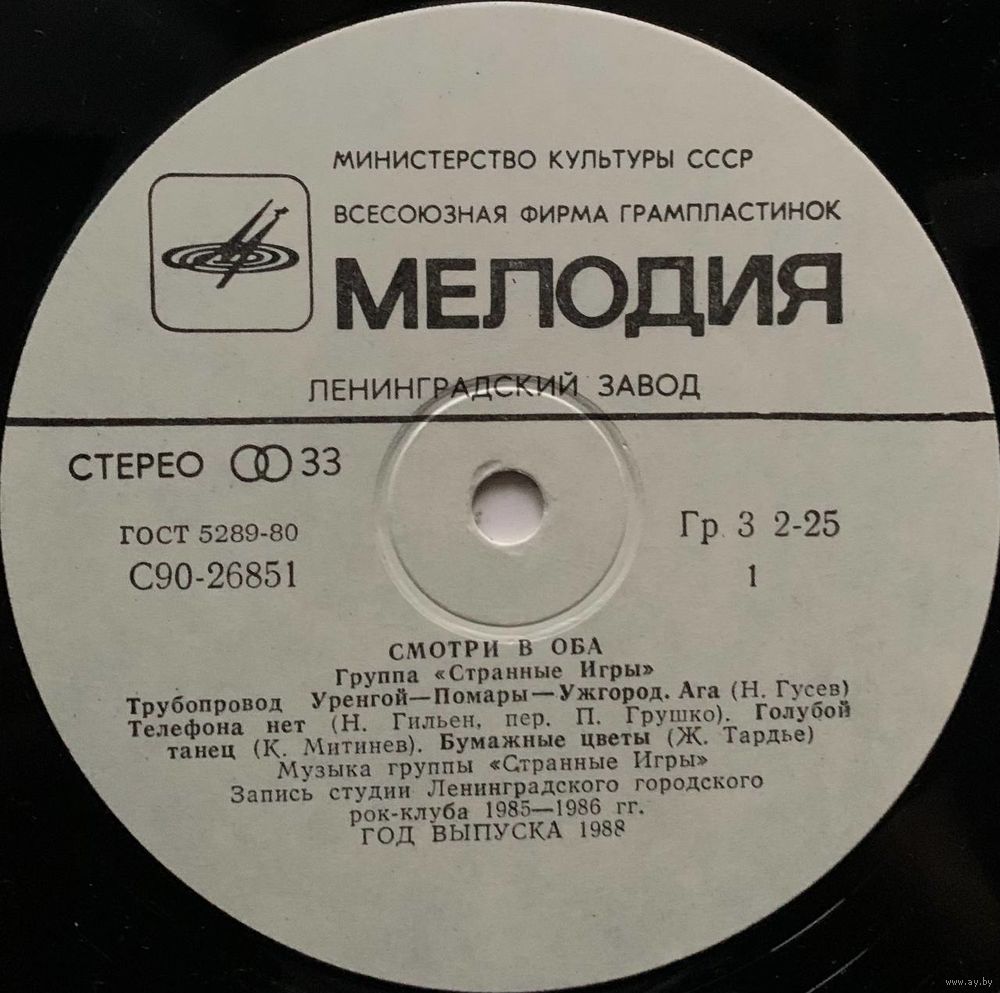 МИНИСТЕРСТВО КУЛЬТУРЫ СССР
ВСЕСОЮЗНАЯ ФИРМА ГРАМПЛАСТИНОК
МЕЛОДИЯ
ЛЕНИНГРАДСКИЙ ЗАВОД
СТЕРЕО 33
ГОСТ 5289-80
С90-26851
Гр. 3 2-25
1
СМОТРИ В ОБА
Группа «Странные Игры»
Трубопровод Уренгой—Помары—Ужгород. Ага (Н. Гусев)
Телефона нет (Н. Гильен, пер. П. Грушко). Голубой
танец (К. Митинев). Бумажные цветы (Ж. Тардье)
Музыка группы «Странные Игры»
Запись студии Ленинградского городского
рок-клуба 1985—1986 гг.
ГОД ВЫПУСКА 1988
www.ay.by